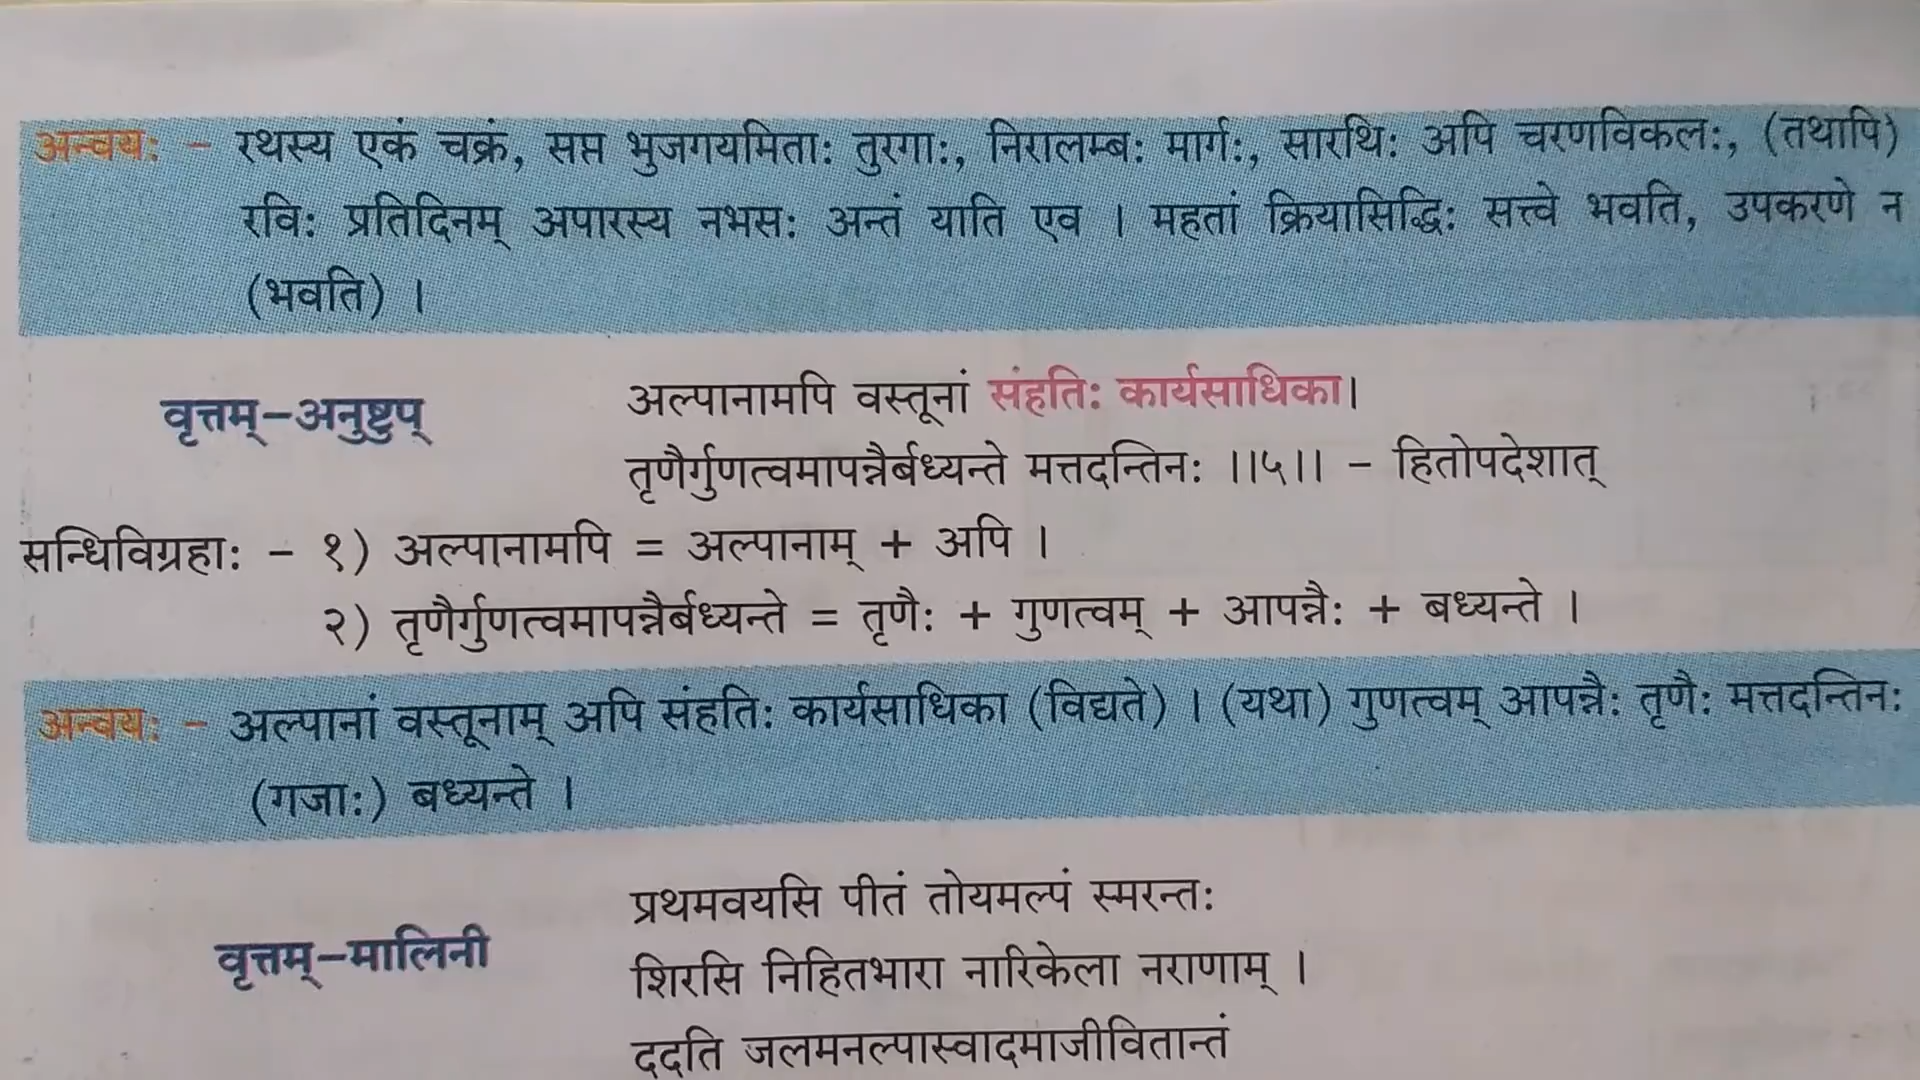 अन्वयः - रथस्य एकं चक्रं, सप्त भुजगयमिताः तुरगाः, निरालम्बः मार्गः, सारथिः अपि चरणविकलः, (तथापि)
रविः प्रतिदिनम् अपारस्य नभसः अन्तं याति एव । महतां क्रियासिद्धिः सत्त्वे भवति, उपकरणे न
(भवति) ।
वृत्तम्-अनुष्टुप्
अल्पानामपि वस्तूनां संहतिः कार्यसाधिका।
तृणैर्गुणत्वमापन्नैर्बध्यन्ते मत्तदन्तिनः ।।५।। - हितोपदेशात्
सन्धिविग्रहाः - १) अल्पानामपि = अल्पानाम् + अपि ।
२) तृणैर्गुणत्वमापन्नैर्बध्यन्ते = तृणैः + गुणत्वम् + आपन्नैः + बध्यन्ते ।
अन्वयः - अल्पानां वस्तूनाम् अपि संहतिः कार्यसाधिका (विद्यते) । (यथा) गुणत्वम् आपन्नैः तृणैः मत्तदन्तिनः
(गजाः) बध्यन्ते ।
वृत्तम्-मालिनी
प्रथमवयसि पीतं तोयमल्पं स्मरन्तः
शिरसि निहितभारा नारिकेला नराणाम् ।
ददति जलमनल्पास्वादमाजीवितान्तं